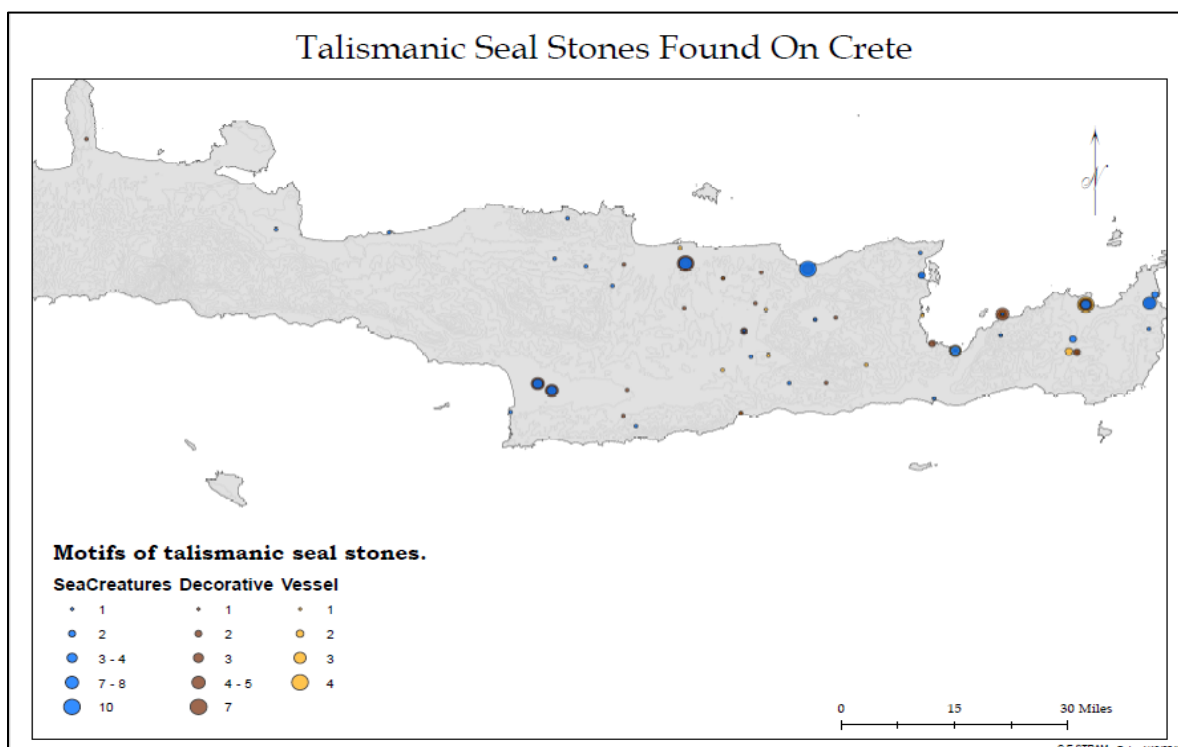 Talismanic Seal Stones Found On Crete
N
Motifs of talismanic seal stones.
SeaCreatures Decorative Vessel
1 1 1
2 2 2
3 - 4 3 3
7 - 8 4 - 5 4
10 7
0 15 30 Miles